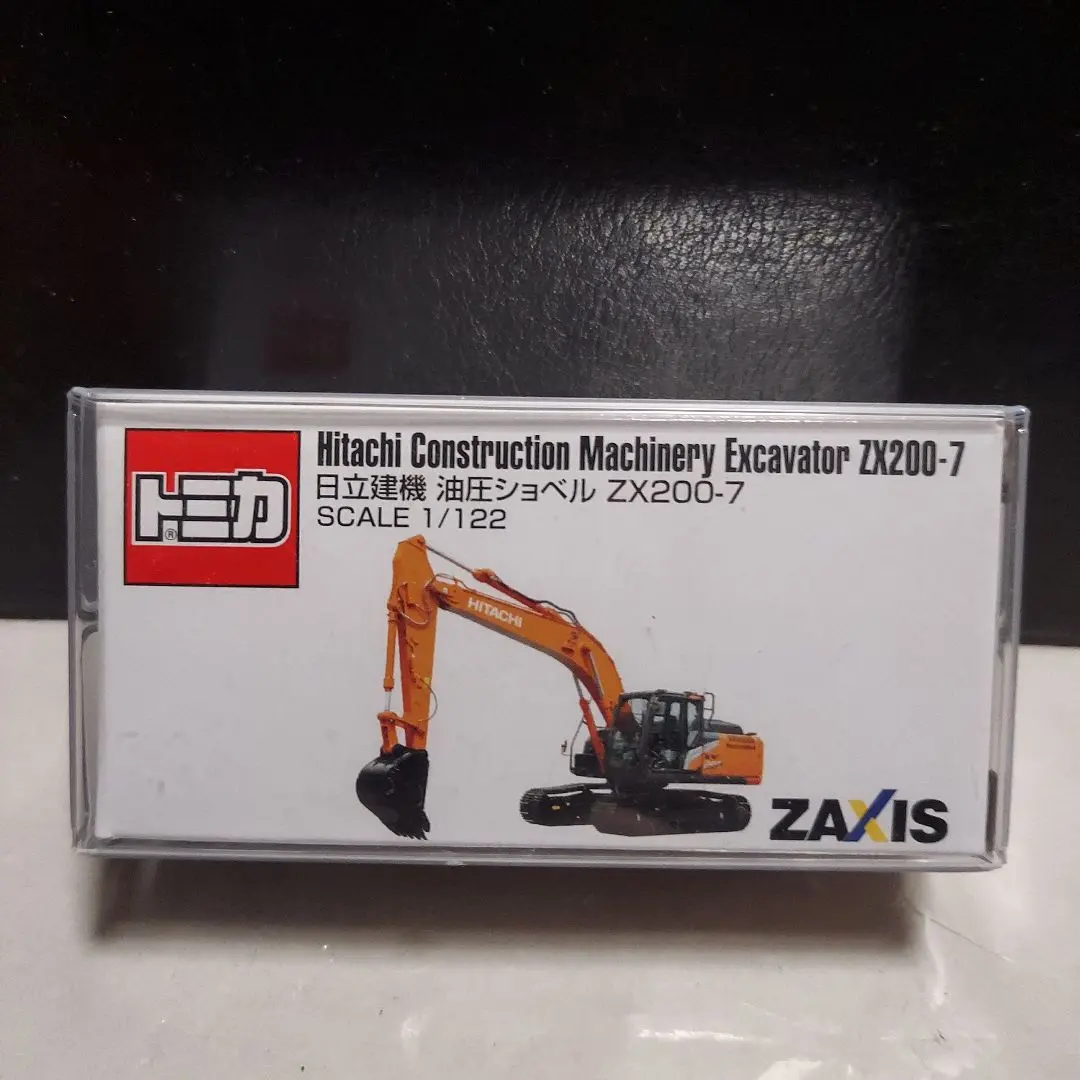 トミカ®
Hitachi Construction Machinery Excavator ZX200-7
日立建機 油圧ショベル ZX200-7
SCALE 1/122
HITACHI
ZAXIS